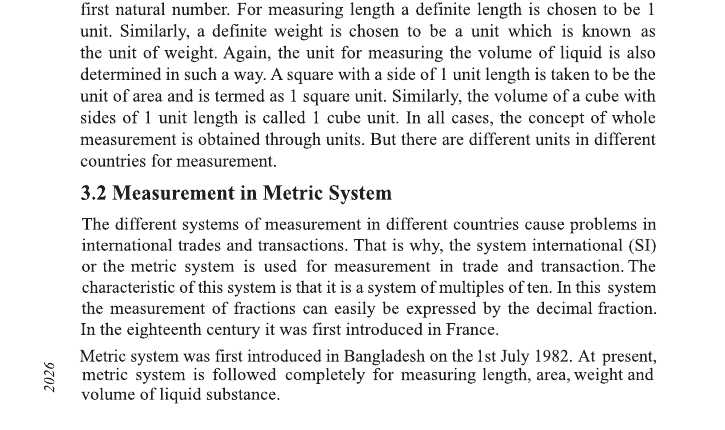 first natural number. For measuring length a definite length is chosen to be 1
unit. Similarly, a definite weight is chosen to be a unit which is known as
the unit of weight. Again, the unit for measuring the volume of liquid is also
determined in such a way. A square with a side of 1 unit length is taken to be the
unit of area and is termed as 1 square unit. Similarly, the volume of a cube with
sides of 1 unit length is called 1 cube unit. In all cases, the concept of whole
measurement is obtained through units. But there are different units in different
countries for measurement.
3.2 Measurement in Metric System
The different systems of measurement in different countries cause problems in
international trades and transactions. That is why, the system international (SI)
or the metric system is used for measurement in trade and transaction. The
characteristic of this system is that it is a system of multiples of ten. In this system
the measurement of fractions can easily be expressed by the decimal fraction.
In the eighteenth century it was first introduced in France.
Metric system was first introduced in Bangladesh on the 1st July 1982. At present,
metric system is followed completely for measuring length, area, weight and
volume of liquid substance.
2026